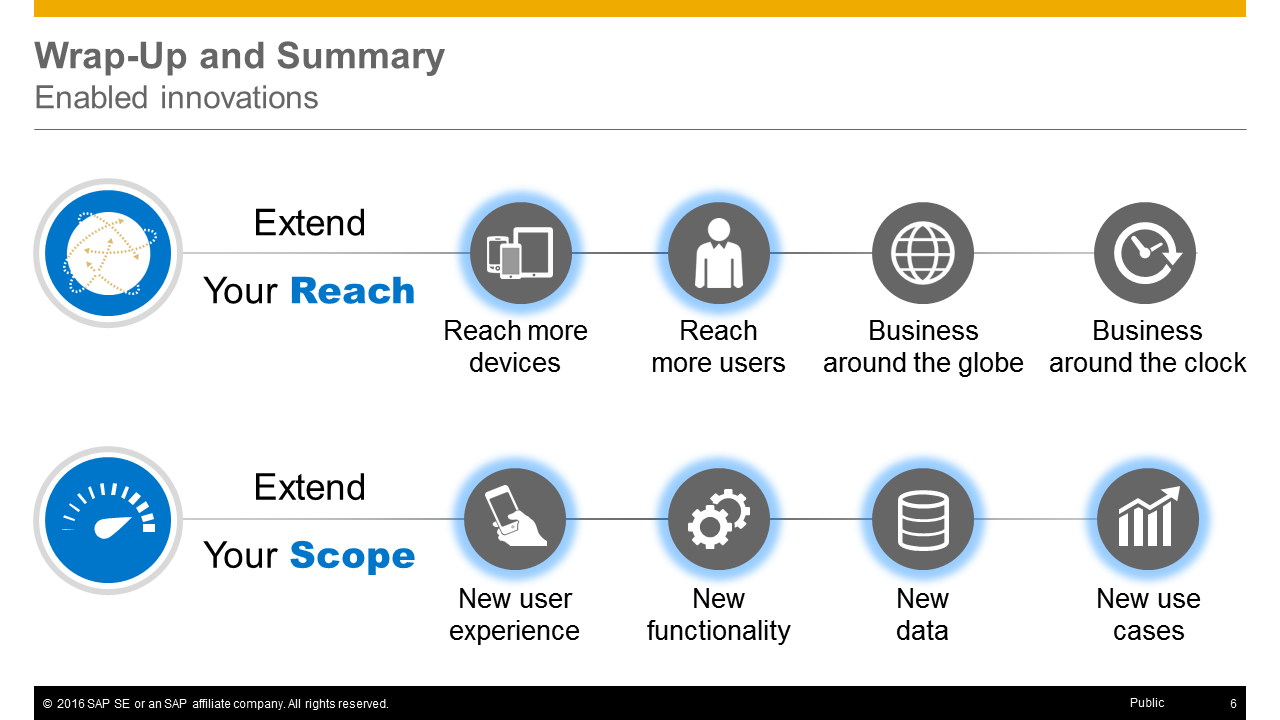 Wrap-Up and Summary
Enabled innovations
Extend
Your Reach
Reach more
devices
Reach
more users
Business
around the globe
Business
around the clock
Extend
Your Scope
New user
experience
New
functionality
New
data
New use
cases
© 2016 SAP SE or an SAP affiliate company. All rights reserved.
Public
6